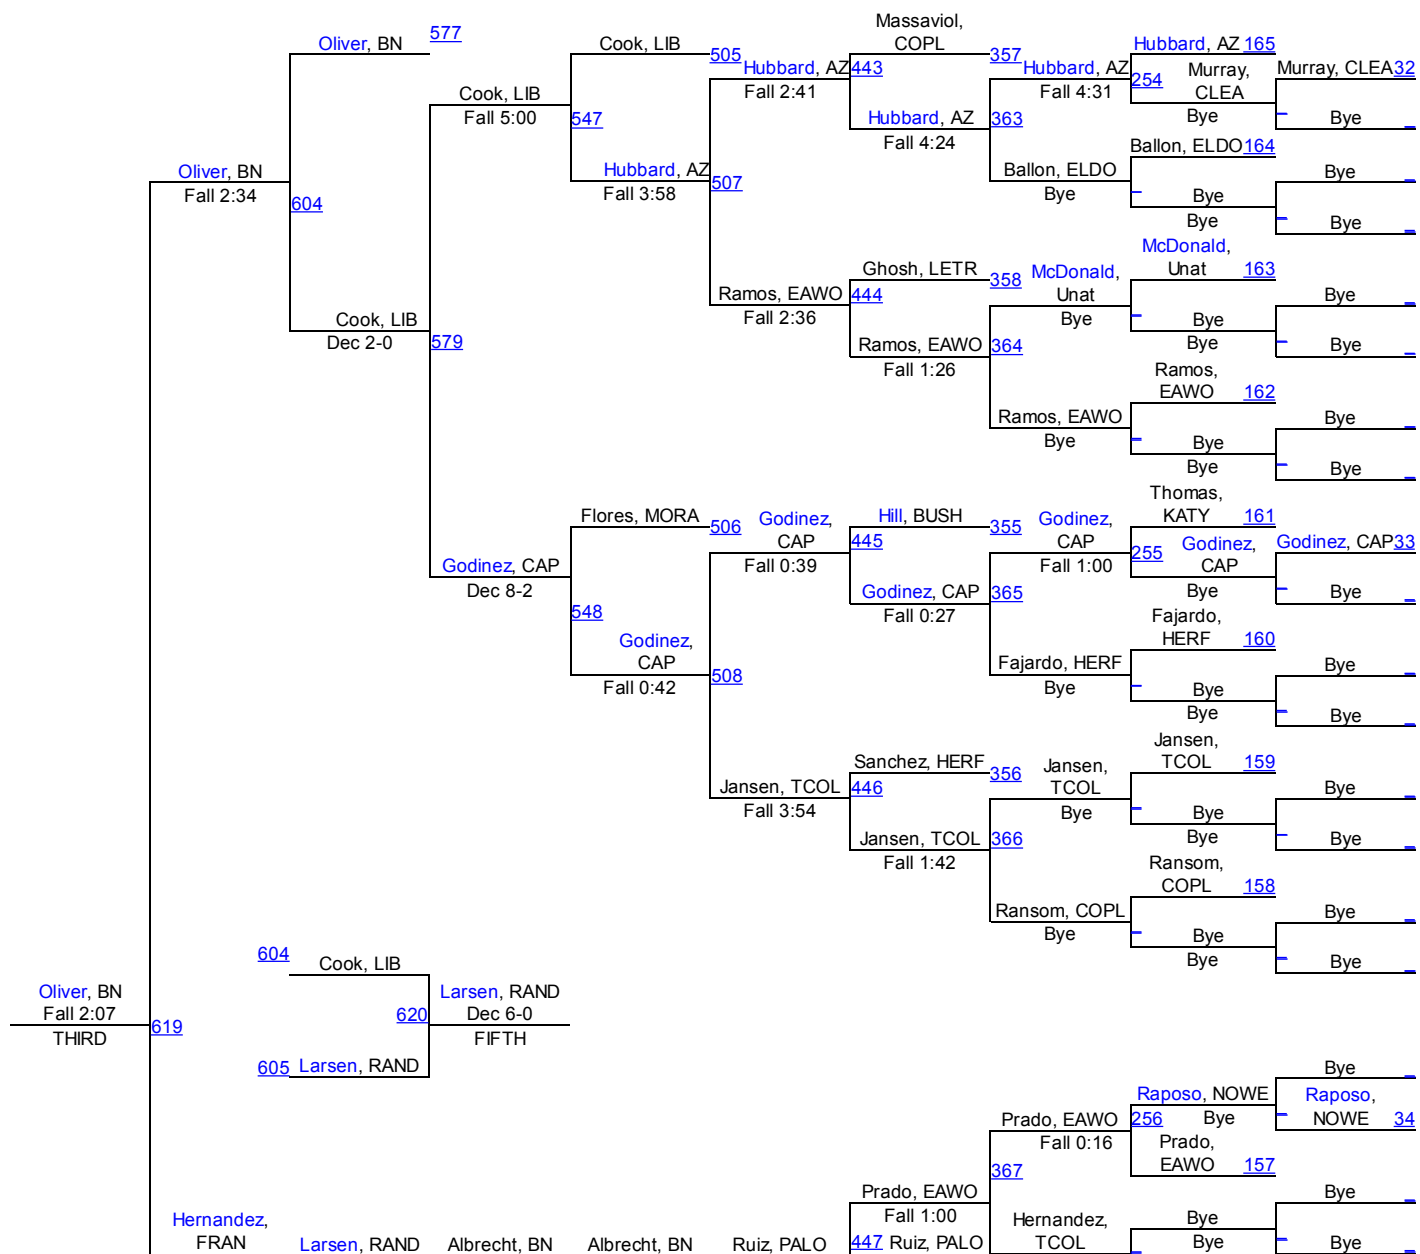 Massaviol,
COPL
577
Oliver, BN
Cook, LIB
505
357
Hubbard, AZ 165
Hubbard, AZ 443
Hubbard, AZ
254
Murray,
CLEA
Murray, CLEA 32
Fall 2:41
Fall 4:31
Cook, LIB
Fall 5:00
547
Hubbard, AZ
363
Bye
Bye
Fall 4:24
Ballon, ELDO 164
Oliver, BN
Hubbard, AZ
Ballon, ELDO
Bye
Fall 2:34
Fall 3:58
507
Bye
Bye
604
Bye
Bye
McDonald,
Unat 163
Ghosh, LETR
358
McDonald,
Unat
Ramos, EAWO 444
Bye
Fall 2:36
Bye
Bye
Cook, LIB
Bye
Dec 2-0
579
Ramos, EAWO
364
Bye
Fall 1:26
Ramos,
EAWO 162
Ramos, EAWO
Bye
Bye
Bye
Bye
Bye
Thomas,
KATY 161
Flores, MORA
506
Godinez,
CAP
Hill, BUSH
355
Godinez,
CAP
445
255
Godinez,
CAP
Godinez, CAP 33
Fall 0:39
Fall 1:00
Godinez, CAP
Dec 8-2
Godinez, CAP
365
Bye
Bye
Fall 0:27
548
Fajardo,
HERF 160
Godinez,
CAP
Fajardo, HERF
Bye
Fall 0:42
508
Bye
Bye
Bye
Bye
Jansen,
TCOL 159
Sanchez, HERF
356
Jansen,
TCOL
Jansen, TCOL 446
Bye
Fall 3:54
Bye
Bye
Jansen, TCOL
366
Bye
Bye
Fall 1:42
Ransom,
COPL 158
Ransom, COPL
Bye
Bye
Bye
604
Cook, LIB
Bye
Bye
Oliver, BN
Fall 2:07
619
THIRD
620
Larsen, RAND
Dec 6-0
FIFTH
605 Larsen, RAND
Bye
Raposo, NOWE
Raposo,
NOWE 34
Prado, EAWO
256
Bye
Fall 0:16
Prado,
EAWO 157
367
Prado, EAWO
Bye
Fall 1:00
Hernandez,
FRAN
Hernandez,
TCOL
Bye
Larsen, RAND
Albrecht, BN
Albrecht, BN
Ruiz, PALO
447 Ruiz, PALO
Bye
Bye